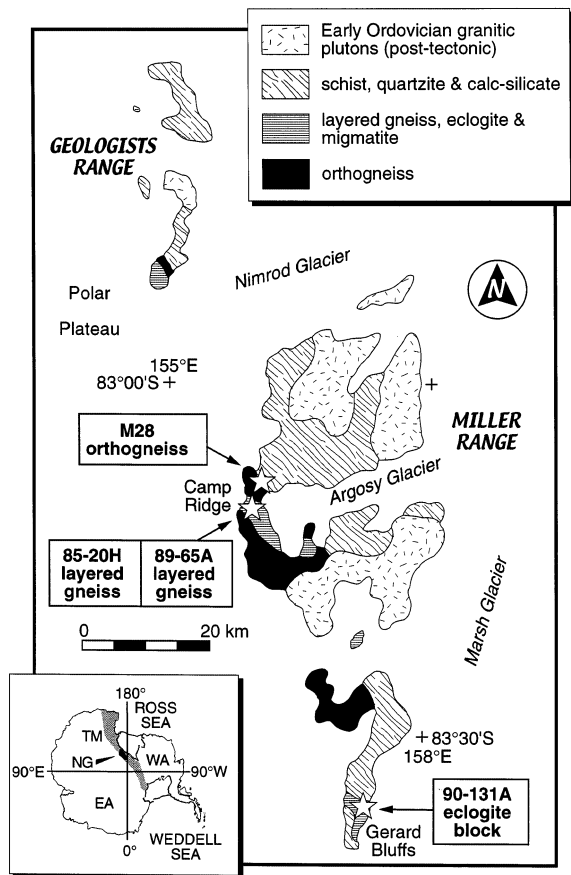 Early Ordovician granitic
plutons (post-tectonic)
schist, quartzite & calc-silicate
layered gneiss, eclogite &
migmatite
orthogneiss
GEOLOGISTS
RANGE
Nimrod Glacier
N
Polar
Plateau
155°E
83°00'S +
+
M28
orthogneiss
MILLER
RANGE
Camp
Ridge
Argosy Glacier
85-20H
layered
gneiss
89-65A
layered
gneiss
0 20 km
Marsh Glacier
+ 83°30'S
158°E
90-131A
eclogite
block
Gerard
Bluffs
180°
ROSS
SEA
TM
NG
WA
90°E
90°W
EA
WEDDELL
SEA
0°